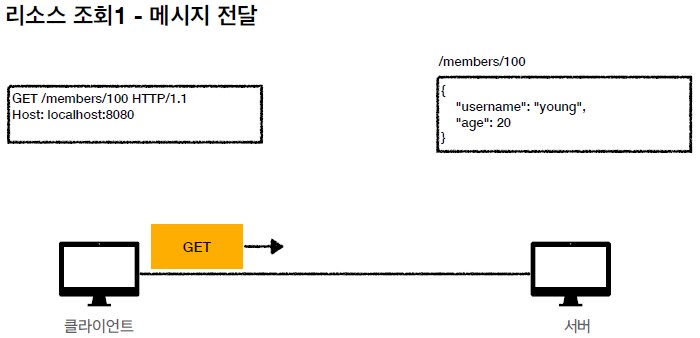 리소스 조회1 - 메시지 전달
/members/100
GET /members/100 HTTP/1.1
Host: localhost:8080
{
"username": "young",
"age": 20
}
GET
클라이언트
서버